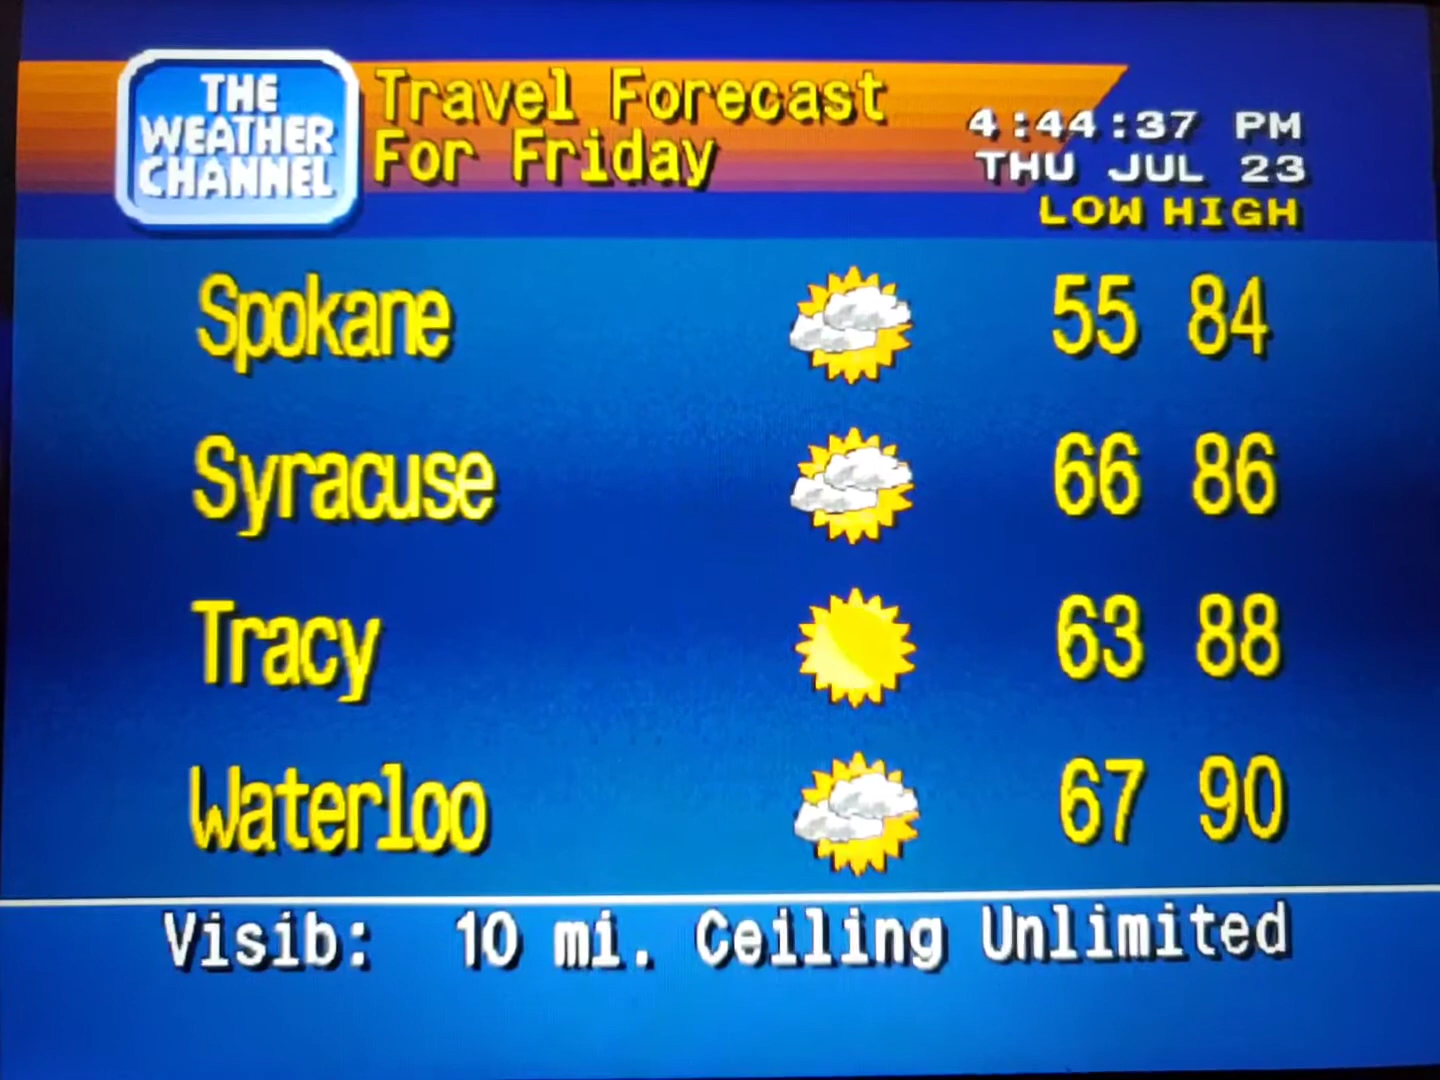 THE
WEATHER
CHANNEL
Travel Forecast
For Friday
4:44:37 PM
THU JUL 23
LOW HIGH
Spokane 55 84
Syracuse 66 86
Tracy 63 88
Waterloo 67 90
Visib: 10 mi. Ceiling Unlimited